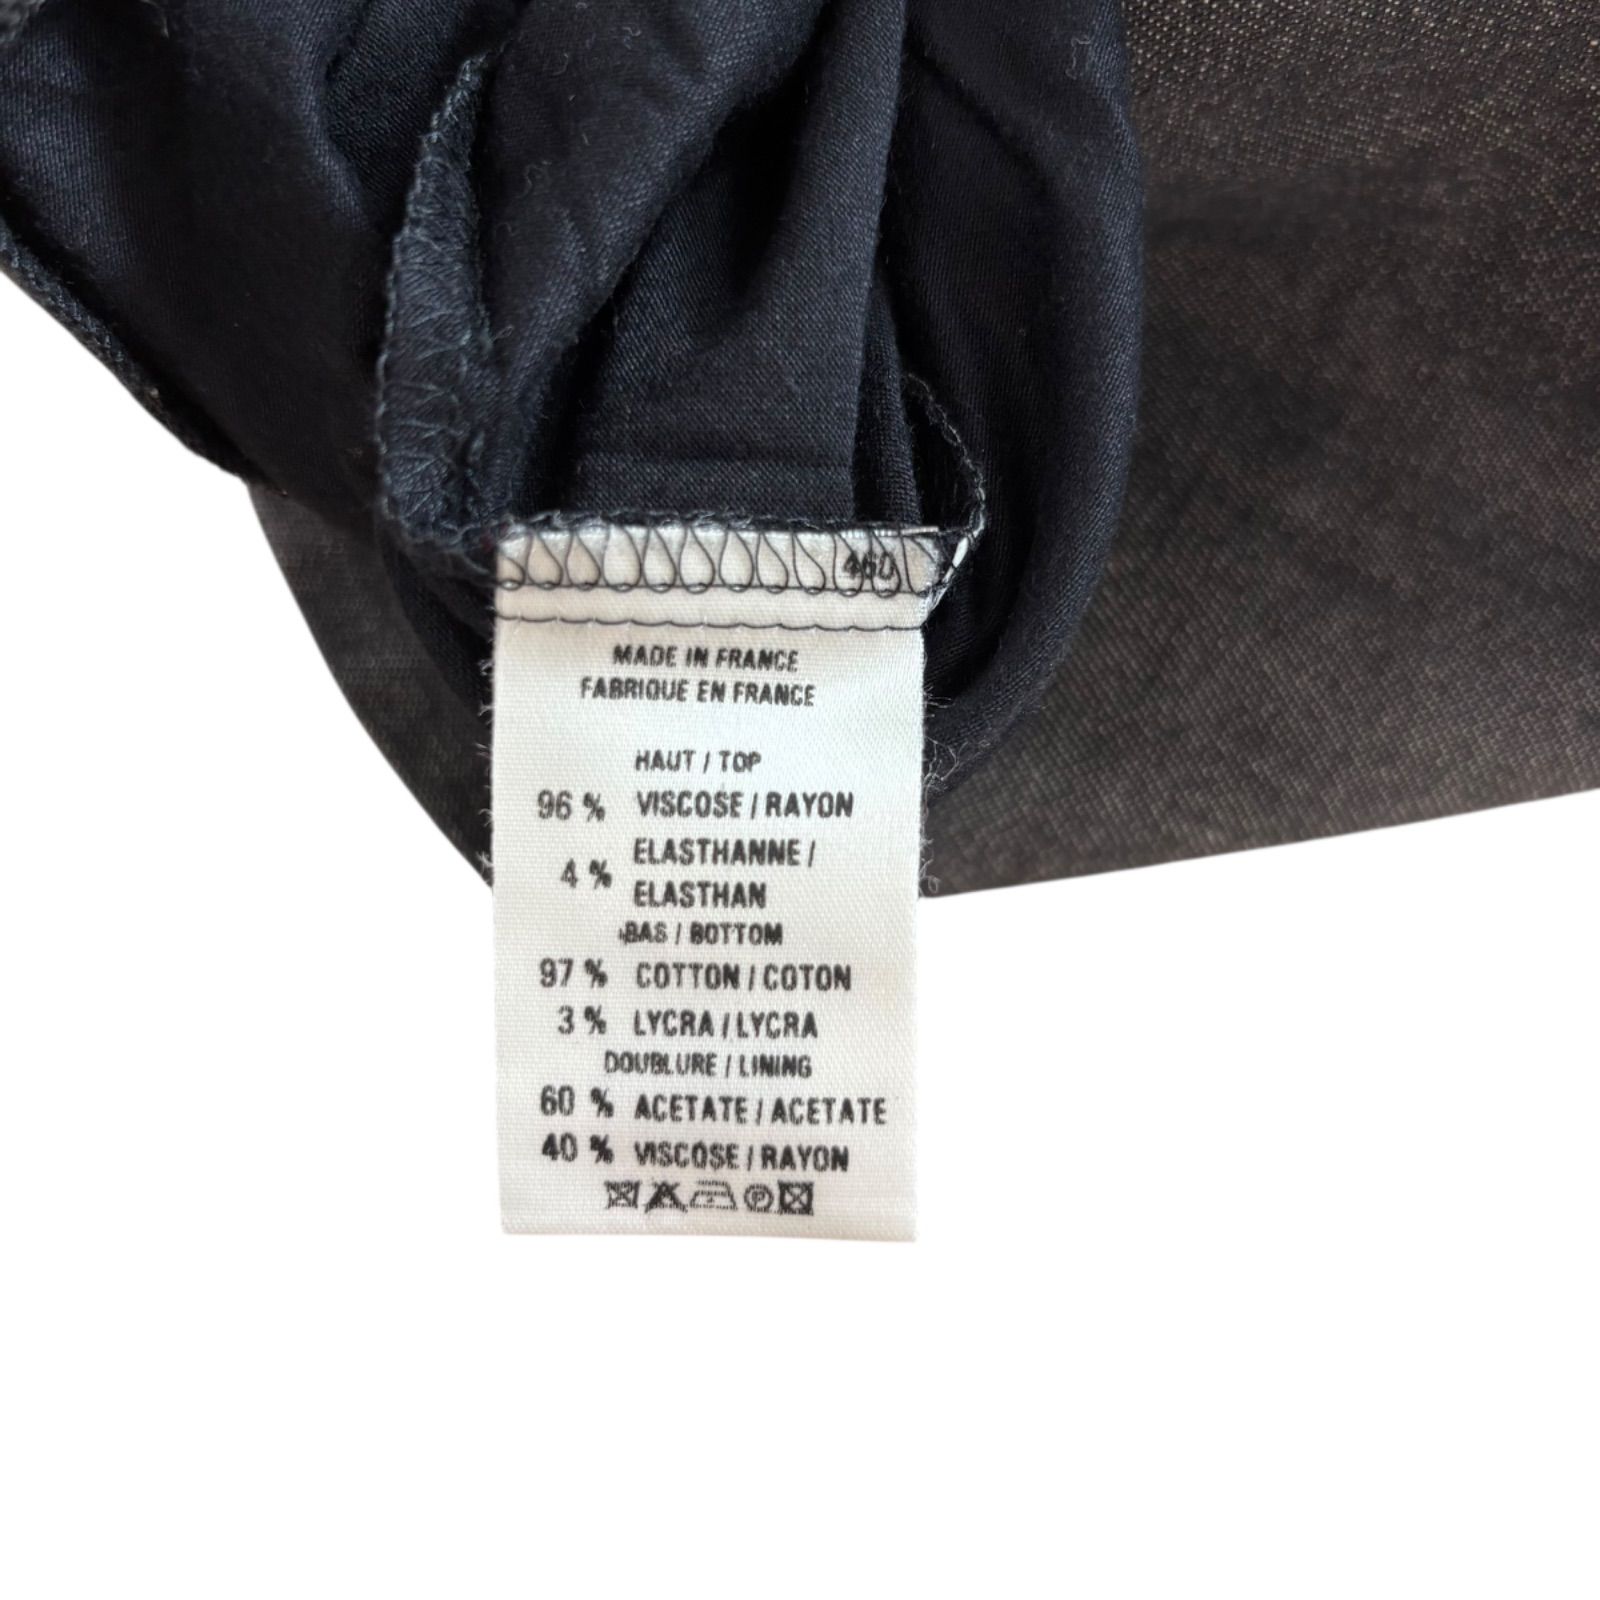 460
MADE IN FRANCE
FABRIQUE EN FRANCE
HAUT / TOP
96 % VISCOSE / RAYON
4 % ELASTHANNE /
ELASTHAN
BAS / BOTTOM
97 % COTTON / COTON
3 % LYCRA / LYCRA
DOUBLURE / LINING
60 % ACETATE / ACETATE
40 % VISCOSE / RAYON
P